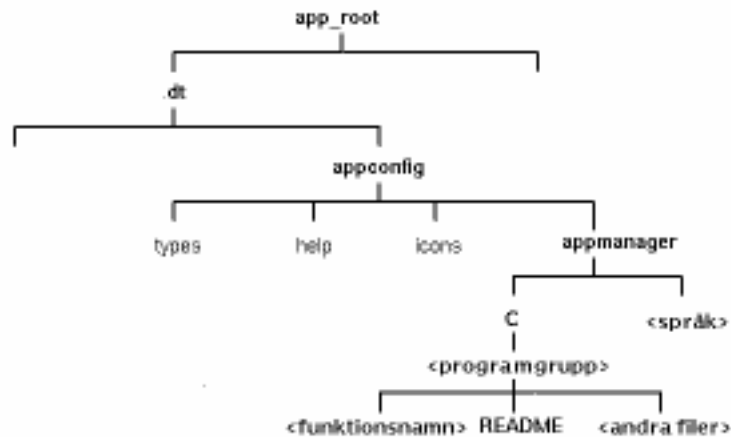 app_root
.dt
appconfig
types help icons appmanager
C <språk>
<programgrupp>
<funktionsnamn> README <andra filer>